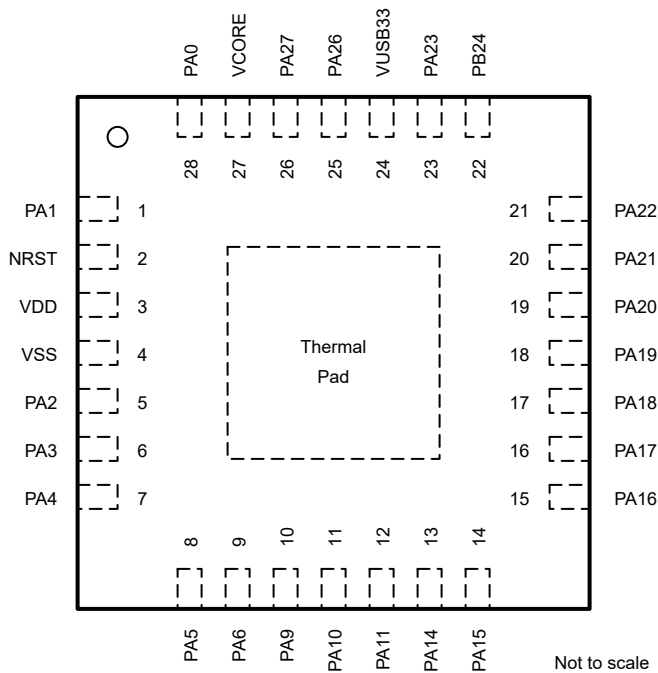 PA0 VCORE PA27 PA26 VUSB33 PA23 PB24
28 27 26 25 24 23 22
PA1 1 21 PA22
NRST 2 20 PA21
VDD 3 19 PA20
VSS 4 18 PA19
PA2 5 17 PA18
PA3 6 16 PA17
PA4 7 15 PA16
Thermal
Pad
8 9 10 11 12 13 14
PA5 PA6 PA9 PA10 PA11 PA14 PA15
Not to scale